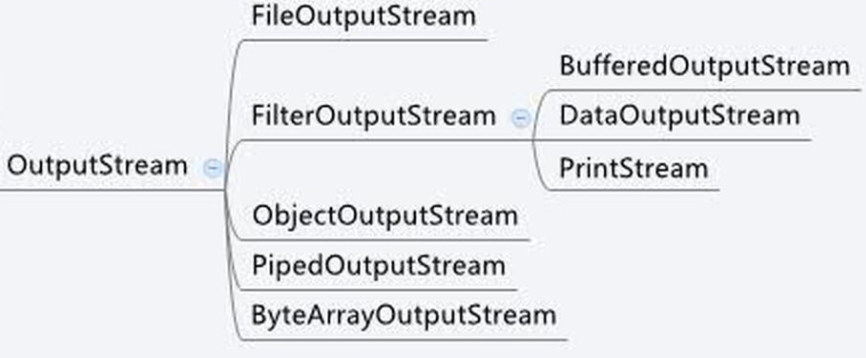 FileOutputStream
BufferedOutputStream
FilterOutputStream
DataOutputStream
OutputStream
PrintStream
ObjectOutputStream
PipedOutputStream
ByteArrayOutputStream